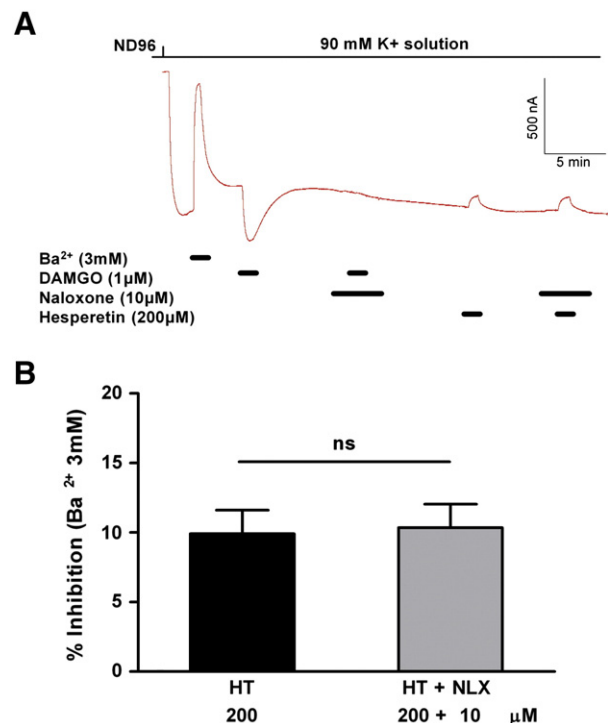 A
ND96
90 mM K+ solution
500 nA
5 min
Ba²⁺ (3mM)
DAMGO (1µM)
Naloxone (10µM)
Hesperetin (200µM)
B
% Inhibition (Ba ²⁺ 3mM)
20
15
10
5
0
ns
HT
HT + NLX
200
200 + 10 µM